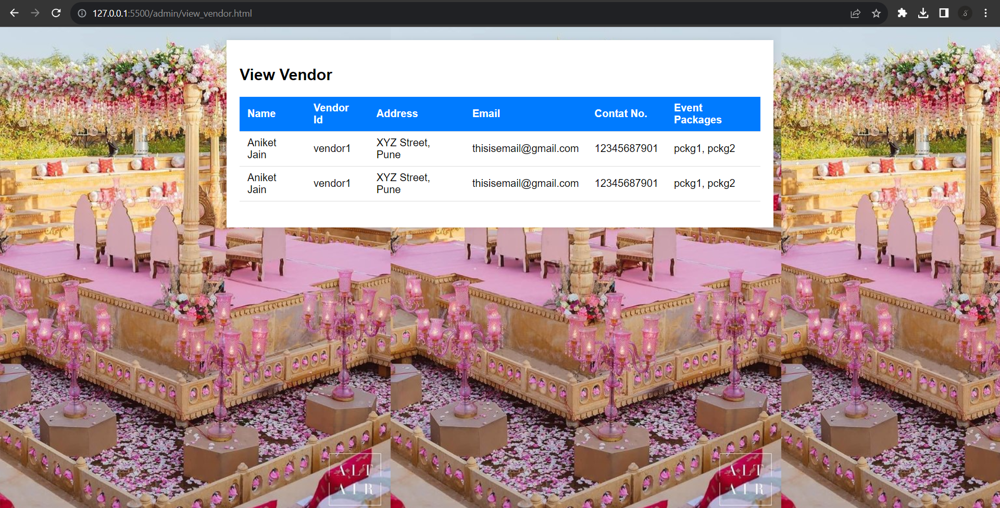 127.0.0.1:5500/admin/view_vendor.html
View Vendor
Name Vendor Id Address Email Contat No. Event Packages
Aniket Jain vendor1 XYZ Street, Pune thisisemail@gmail.com 12345687901 pckg1, pckg2
Aniket Jain vendor1 XYZ Street, Pune thisisemail@gmail.com 12345687901 pckg1, pckg2
ALT
AIR
ALT
AIR